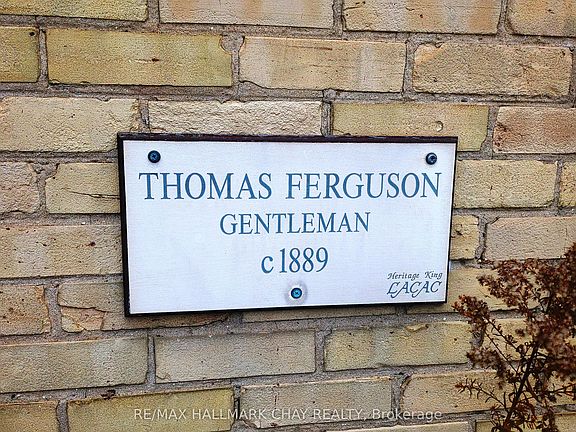 THOMAS FERGUSON
GENTLEMAN
c1889
Heritage King
LACAC
RE/MAX HALLMARK CHAY REALTY, Brokerage